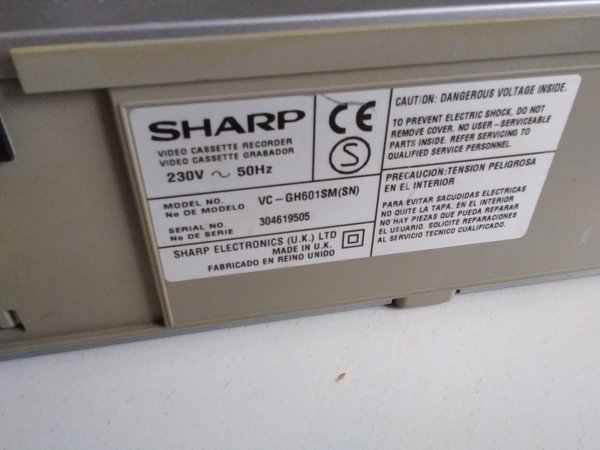 SHARP
VIDEO CASSETTE RECORDER
VIDEO CASSETTE GRABADOR
230V ~ 50Hz
CE
S
MODEL NO.
No DE MODELO VC-GH601SM(SN)
SERIAL NO.
No DE SERIE 304619505
SHARP ELECTRONICS (U.K.) LTD
MADE IN U.K.
FABRICADO EN REINO UNIDO
CAUTION: DANGEROUS VOLTAGE INSIDE.
TO PREVENT ELECTRIC SHOCK, DO NOT
REMOVE COVER. NO USER-SERVICEABLE
PARTS INSIDE. REFER SERVICING TO
QUALIFIED SERVICE PERSONNEL.
PRECAUCION:TENSION PELIGROSA
EN EL INTERIOR
PARA EVITAR SACUDIDAS ELECTRICAS
NO QUITE LA TAPA. EN EL INTERIOR
NO HAY PIEZAS QUE PUEDA REPARAR
EL USUARIO. SOLICITE REPARACIONES
AL SERVICIO TECNICO CUALIFICADO.